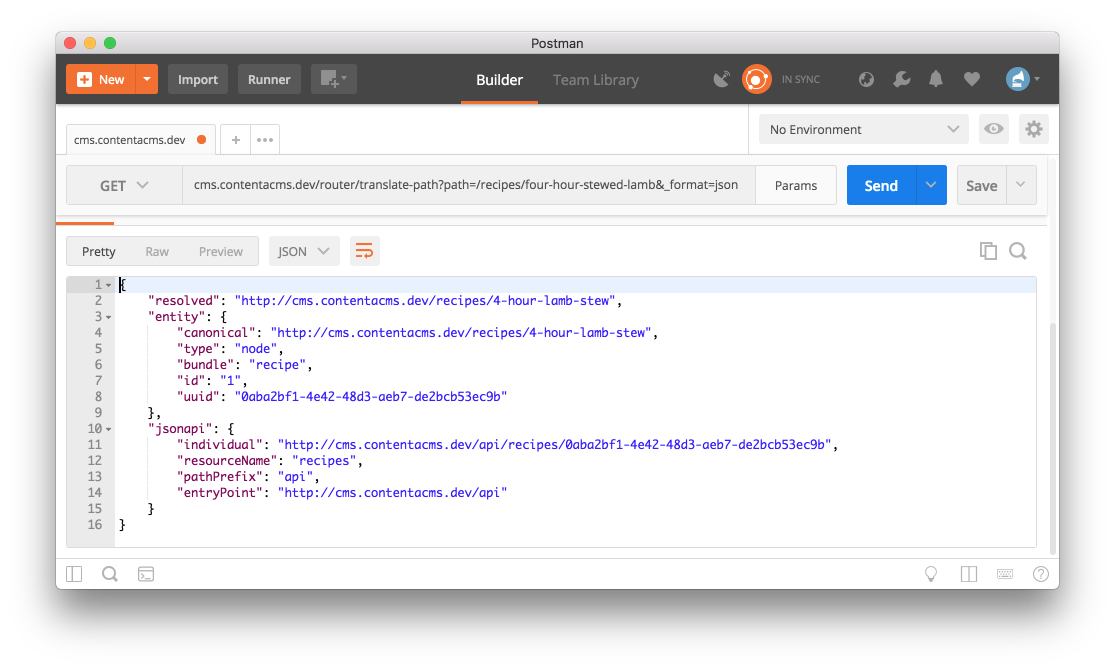 Postman
New
Import
Runner
Builder
Team Library
IN SYNC
cms.contentacms.dev
No Environment
GET
cms.contentacms.dev/router/translate-path?path=/recipes/four-hour-stewed-lamb&_format=json
Params
Send
Save
Pretty
Raw
Preview
JSON
1 {
2 "resolved": "http://cms.contentacms.dev/recipes/4-hour-lamb-stew",
3 "entity": {
4 "canonical": "http://cms.contentacms.dev/recipes/4-hour-lamb-stew",
5 "type": "node",
6 "bundle": "recipe",
7 "id": "1",
8 "uuid": "0aba2bf1-4e42-48d3-aeb7-de2bcb53ec9b"
9 },
10 "jsonapi": {
11 "individual": "http://cms.contentacms.dev/api/recipes/0aba2bf1-4e42-48d3-aeb7-de2bcb53ec9b",
12 "resourceName": "recipes",
13 "pathPrefix": "api",
14 "entryPoint": "http://cms.contentacms.dev/api"
15 }
16 }